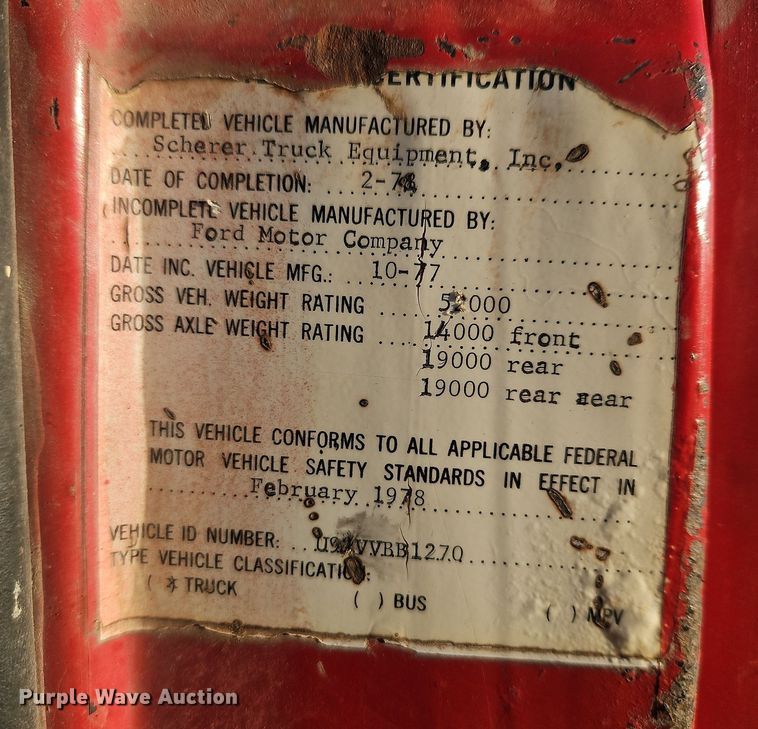 CERTIFICATION
COMPLETED VEHICLE MANUFACTURED BY:
Scherer Truck Equipment, Inc.
DATE OF COMPLETION: 2-78
INCOMPLETE VEHICLE MANUFACTURED BY:
Ford Motor Company
DATE INC. VEHICLE MFG.: 10-77
GROSS VEH. WEIGHT RATING
GROSS AXLE WEIGHT RATING 14000 front
19000 rear
19000 rear
THIS VEHICLE CONFORMS TO ALL APPLICABLE FEDERAL
MOTOR VEHICLE SAFETY STANDARDS IN EFFECT IN
February 1978
VEHICLE ID NUMBER:
TYPE VEHICLE CLASSIFICATION:
( X TRUCK ( ) BUS ( ) MPV
Purple Wave Auction